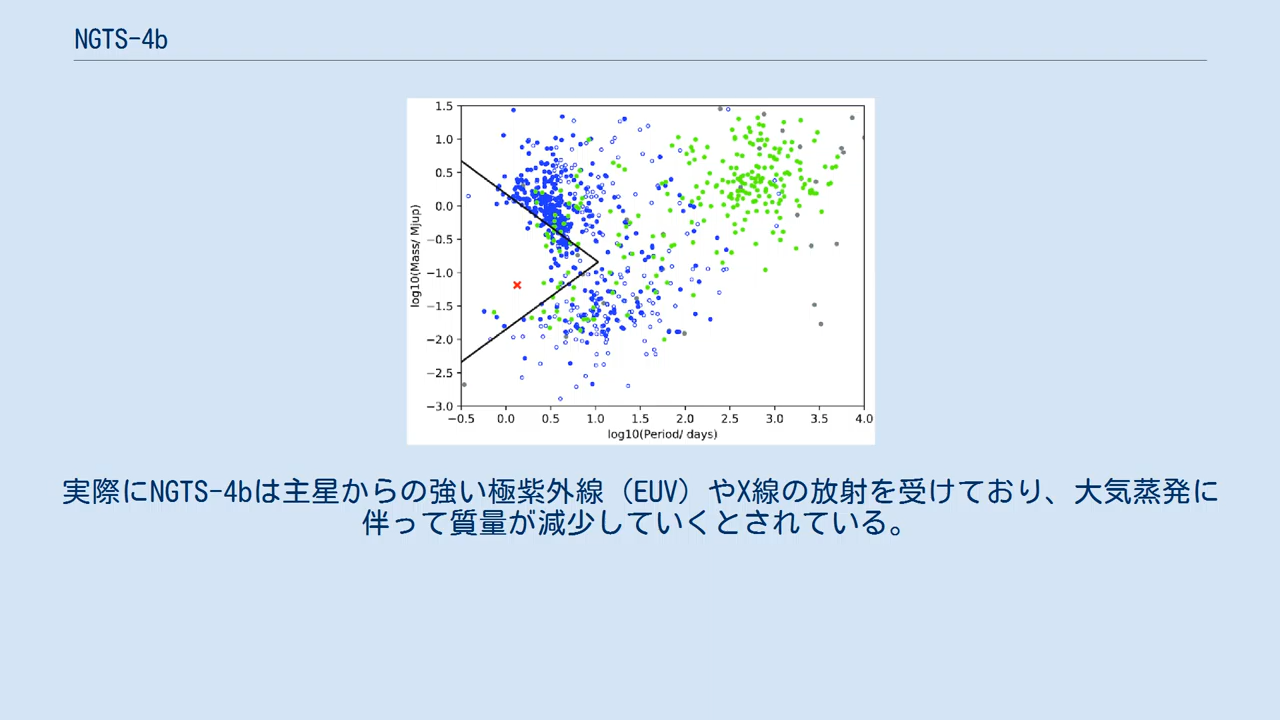 NGTS-4b
1.5
1.0
0.5
0.0
−0.5
−1.0
−1.5
−2.0
−2.5
−3.0
log10(Mass/ Mjup)
−0.5 0.0 0.5 1.0 1.5 2.0 2.5 3.0 3.5 4.0
log10(Period/ days)
実際にNGTS-4bは主星からの強い極紫外線（EUV）やX線の放射を受けており、大気蒸発に
伴って質量が減少していくとされている。